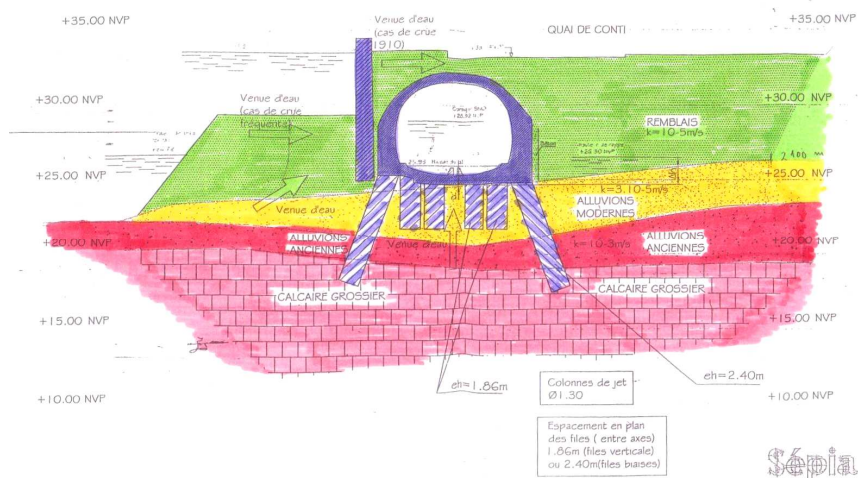 +35.00 NVP
Venue d'eau
(cas de crue
1910)
QUAI DE CONTI
+35.00 NVP
+30.00 NVP
Venue d'eau
(cas de crue
fréquente)
REMBLAIS
k=10-5m/s
+30.00 NVP
+25.00 NVP
+25.00 NVP
k=3.10-5m/s
ALLUVIONS
MODERNES
Venue d'eau
+20.00 NVP
ALLUVIONS
ANCIENNES
Venue d'eau
k=10-3m/s
ALLUVIONS
ANCIENNES
+20.00 NVP
CALCAIRE GROSSIER
CALCAIRE GROSSIER
+15.00 NVP
+15.00 NVP
eh=1.86m
eh=2.40m
Colonnes de jet
Ø1.30
+10.00 NVP
+10.00 NVP
Espacement en plan
des files ( entre axes)
1.86m (files verticale)
ou 2.40m(files biaises)
Sépia